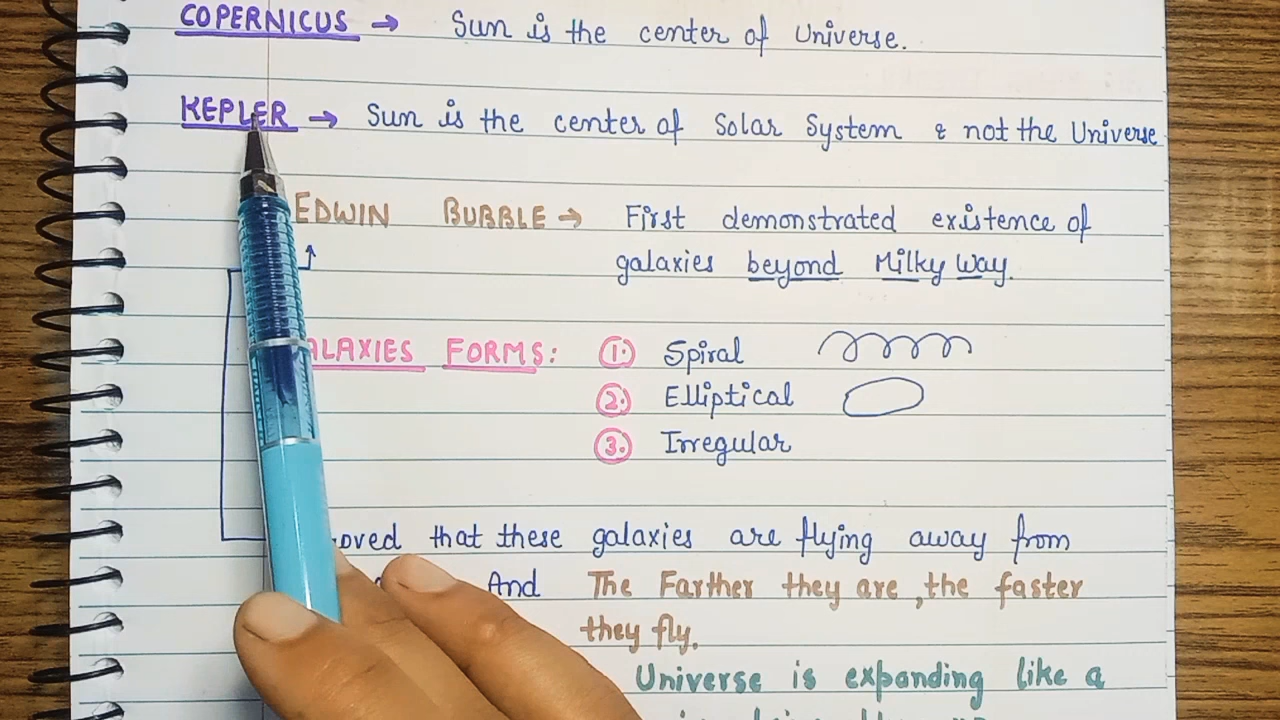 COPERNICUS → Sun is the center of Universe.
KEPLER → Sun is the center of Solar System & not the Universe
EDWIN BUBBLE → First demonstrated existence of
galaxies beyond Milky Way.
ALAXIES FORMS: 1. Spiral
2. Elliptical
3. Irregular
oved that these galaxies are flying away from
And The Farther they are, the faster
they fly.
Universe is expanding like a